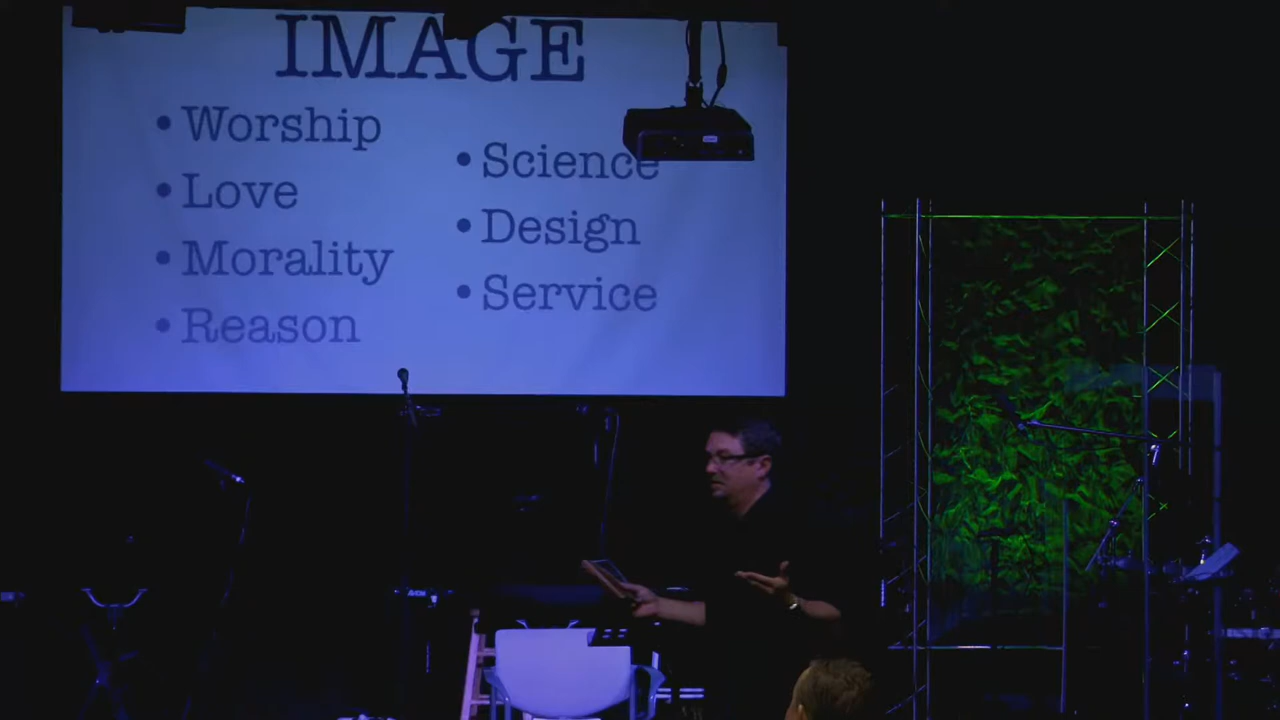 IMAGE
• Worship
• Love
• Morality
• Reason
• Science
• Design
• Service